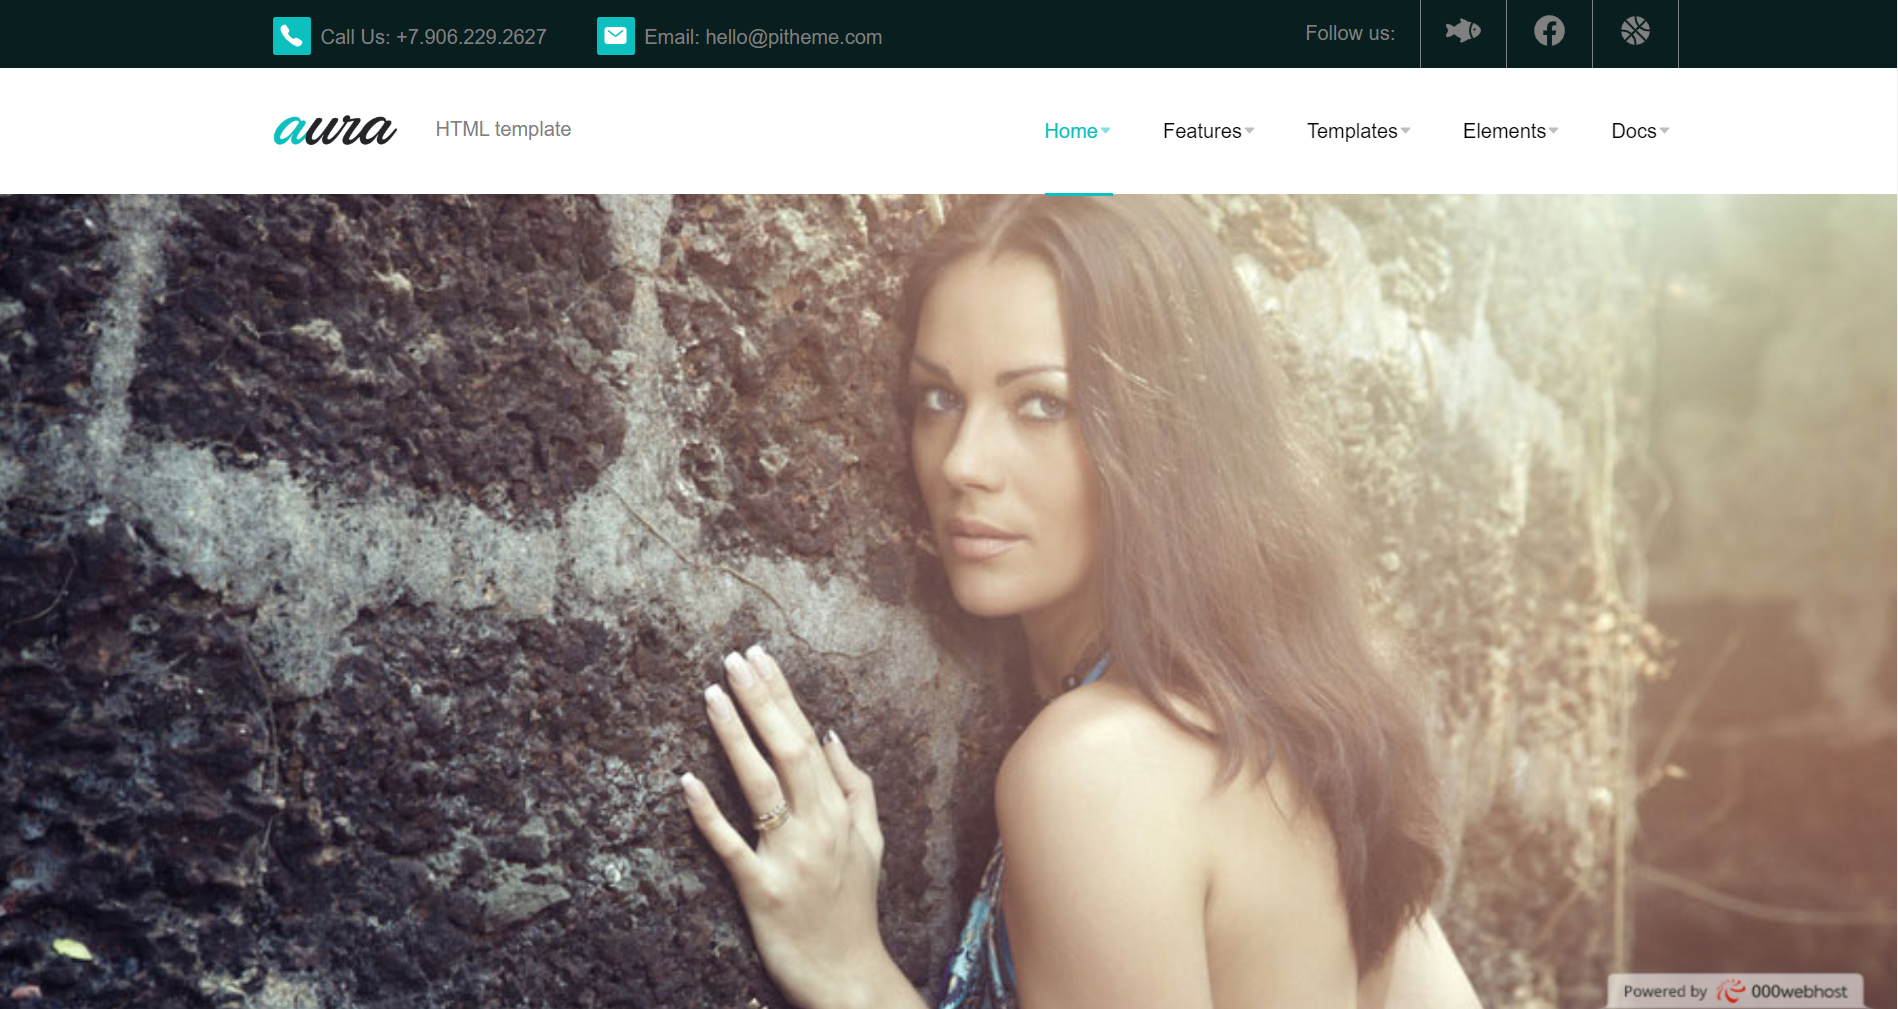 Call Us: +7.906.229.2627
Email: hello@pitheme.com
Follow us:
aura
HTML template
Home
Features
Templates
Elements
Docs
Powered by 000webhost